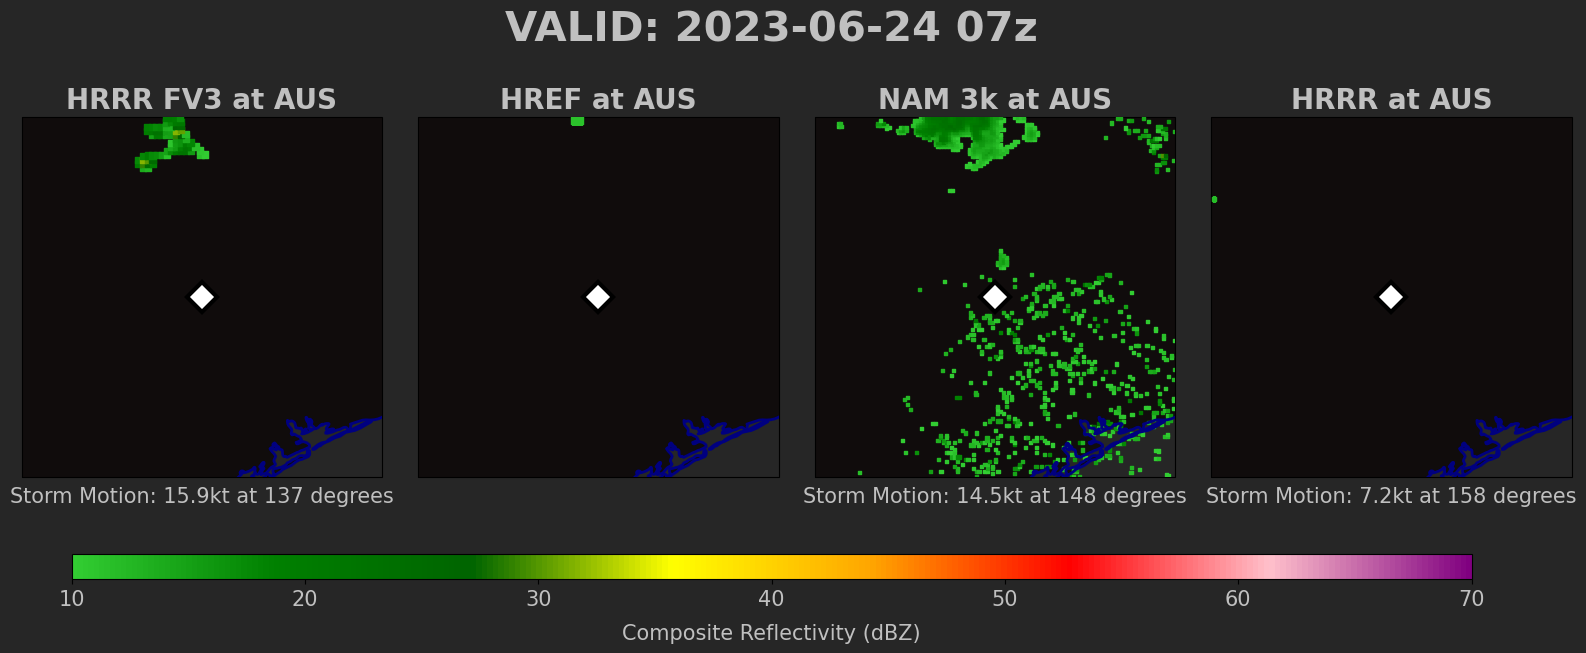 VALID: 2023-06-24 07z
HRRR FV3 at AUS
HREF at AUS
NAM 3k at AUS
HRRR at AUS
Storm Motion: 15.9kt at 137 degrees
Storm Motion: 14.5kt at 148 degrees
Storm Motion: 7.2kt at 158 degrees
10 20 30 40 50 60 70
Composite Reflectivity (dBZ)